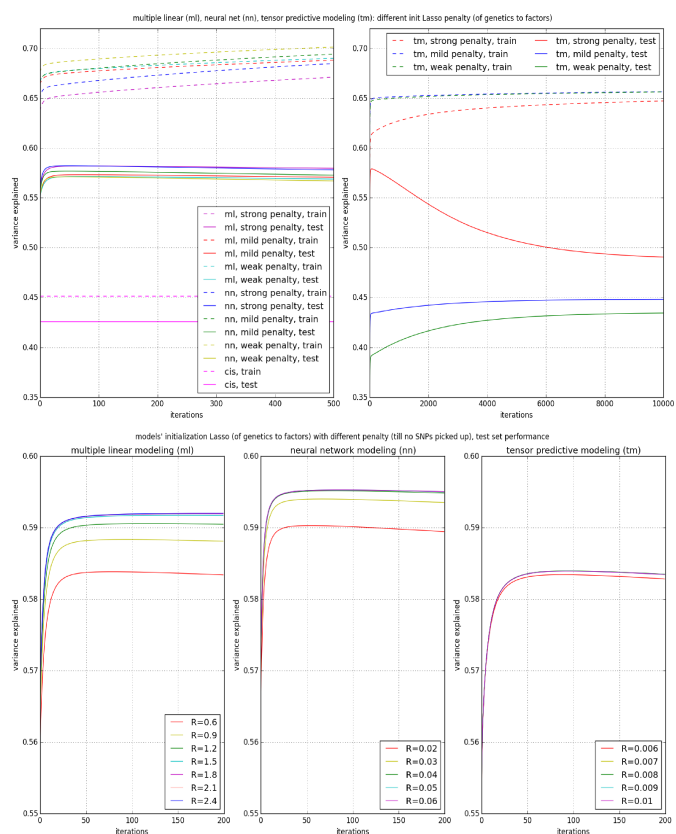 multiple linear (ml), neural net (nn), tensor predictive modeling (tm): different init Lasso penalty (of genetics to factors)
0.70
0.65
0.60
0.55
0.50
0.45
0.40
0.35
variance explained
0
100
200
300
400
500
iterations
ml, strong penalty, train
ml, strong penalty, test
ml, mild penalty, train
ml, mild penalty, test
ml, weak penalty, train
ml, weak penalty, test
nn, strong penalty, train
nn, strong penalty, test
nn, mild penalty, train
nn, mild penalty, test
nn, weak penalty, train
nn, weak penalty, test
cis, train
cis, test
0.70
0.65
0.60
0.55
0.50
0.45
0.40
0.35
variance explained
0
2000
4000
6000
8000
10000
iterations
tm, strong penalty, train
tm, mild penalty, train
tm, weak penalty, train
tm, strong penalty, test
tm, mild penalty, test
tm, weak penalty, test
models' initialization Lasso (of genetics to factors) with different penalty (till no SNPs picked up), test set performance
multiple linear modeling (ml)
0.60
0.59
0.58
0.57
0.56
0.55
variance explained
0
50
100
150
200
iterations
R=0.6
R=0.9
R=1.2
R=1.5
R=1.8
R=2.1
R=2.4
neural network modeling (nn)
0.60
0.59
0.58
0.57
0.56
0.55
variance explained
0
50
100
150
200
iterations
R=0.02
R=0.03
R=0.04
R=0.05
R=0.06
tensor predictive modeling (tm)
0.60
0.59
0.58
0.57
0.56
0.55
variance explained
0
50
100
150
200
iterations
R=0.006
R=0.007
R=0.008
R=0.009
R=0.01